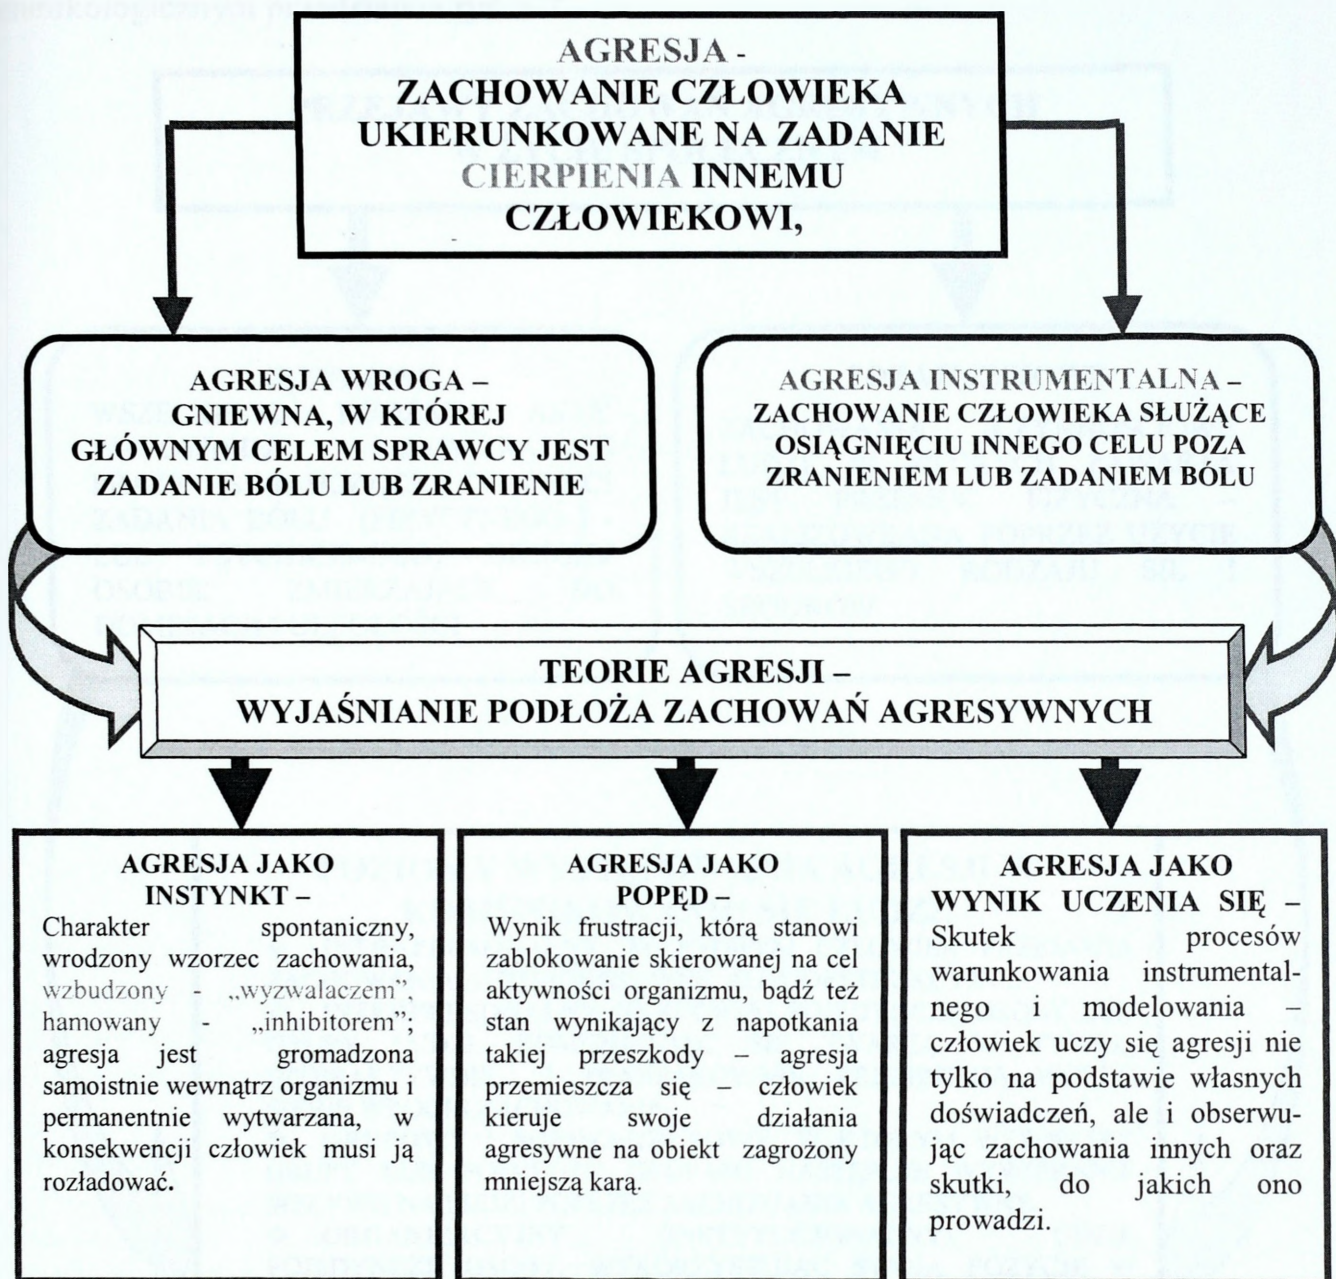 AGRESJA -
ZACHOWANIE CZŁOWIEKA
UKIERUNKOWANE NA ZADANIE
CIERPIENIA INNEMU
CZŁOWIEKOWI,
AGRESJA WROGA –
GNIEWNA, W KTÓREJ
GŁÓWNYM CELEM SPRAWCY JEST
ZADANIE BÓLU LUB ZRANIENIE
AGRESJA INSTRUMENTALNA –
ZACHOWANIE CZŁOWIEKA SŁUŻĄCE
OSIĄGNIĘCIU INNEGO CELU POZA
ZRANIENIEM LUB ZADANIEM BÓLU
TEORIE AGRESJI –
WYJAŚNIANIE PODŁOŻA ZACHOWAŃ AGRESYWNYCH
AGRESJA JAKO
INSTYNKT –
Charakter spontaniczny,
wrodzony wzorzec zachowania,
wzbudzony - „wyzwalaczem”,
hamowany - „inhibitorem”;
agresja jest gromadzona
samoistnie wewnątrz organizmu i
permanentnie wytwarzana, w
konsekwencji człowiek musi ją
rozładować.
AGRESJA JAKO
POPĘD –
Wynik frustracji, którą stanowi
zablokowanie skierowanej na cel
aktywności organizmu, bądź też
stan wynikający z napotkania
takiej przeszkody – agresja
przemieszcza się – człowiek
kieruje swoje działania
agresywne na obiekt zagrożony
mniejszą karą.
AGRESJA JAKO
WYNIK UCZENIA SIĘ –
Skutek procesów
warunkowania instrumental-
nego i modelowania –
człowiek uczy się agresji nie
tylko na podstawie własnych
doświadczeń, ale i obserwu-
jąc zachowania innych oraz
skutki, do jakich ono
prowadzi.